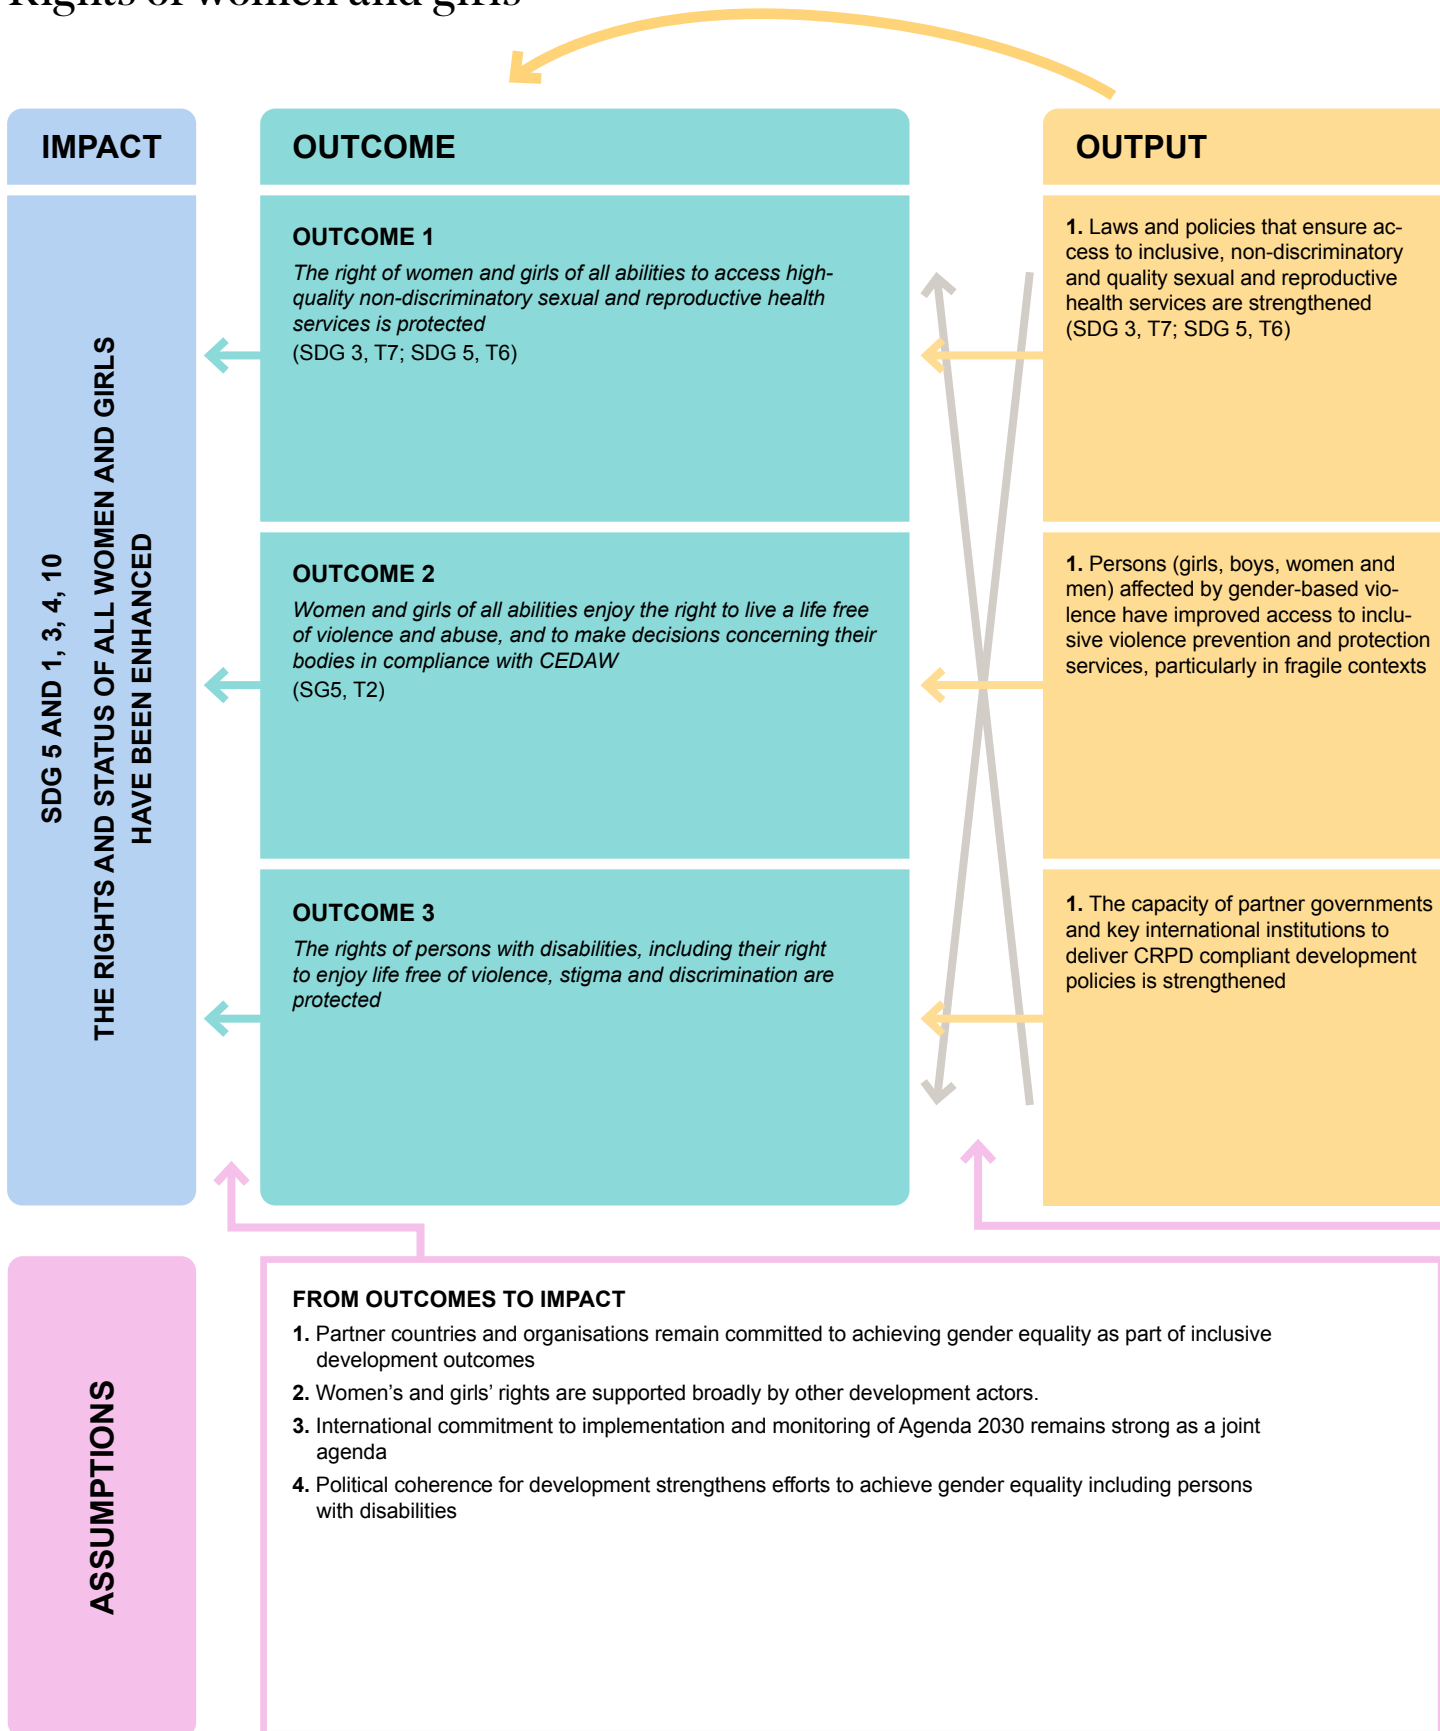 Rights of women and girls
IMPACT
OUTCOME
OUTPUT
SDG 5 AND 1, 3, 4, 10
THE RIGHTS AND STATUS OF ALL WOMEN AND GIRLS
HAVE BEEN ENHANCED
OUTCOME 1
The right of women and girls of all abilities to access high-
quality non-discriminatory sexual and reproductive health
services is protected
(SDG 3, T7; SDG 5, T6)
1. Laws and policies that ensure ac-
cess to inclusive, non-discriminatory
and quality sexual and reproductive
health services are strengthened
(SDG 3, T7; SDG 5, T6)
OUTCOME 2
Women and girls of all abilities enjoy the right to live a life free
of violence and abuse, and to make decisions concerning their
bodies in compliance with CEDAW
(SG5, T2)
1. Persons (girls, boys, women and
men) affected by gender-based vio-
lence have improved access to inclu-
sive violence prevention and protection
services, particularly in fragile contexts
OUTCOME 3
The rights of persons with disabilities, including their right
to enjoy life free of violence, stigma and discrimination are
protected
1. The capacity of partner governments
and key international institutions to
deliver CRPD compliant development
policies is strengthened
ASSUMPTIONS
FROM OUTCOMES TO IMPACT
1. Partner countries and organisations remain committed to achieving gender equality as part of inclusive
development outcomes
2. Women’s and girls’ rights are supported broadly by other development actors.
3. International commitment to implementation and monitoring of Agenda 2030 remains strong as a joint
agenda
4. Political coherence for development strengthens efforts to achieve gender equality including persons
with disabilities